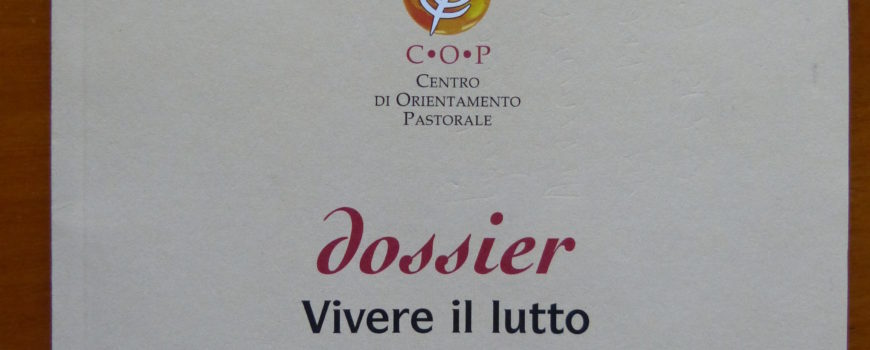 C•O•P
CENTRO
DI ORIENTAMENTO
PASTORALE
dossier
Vivere il lutto